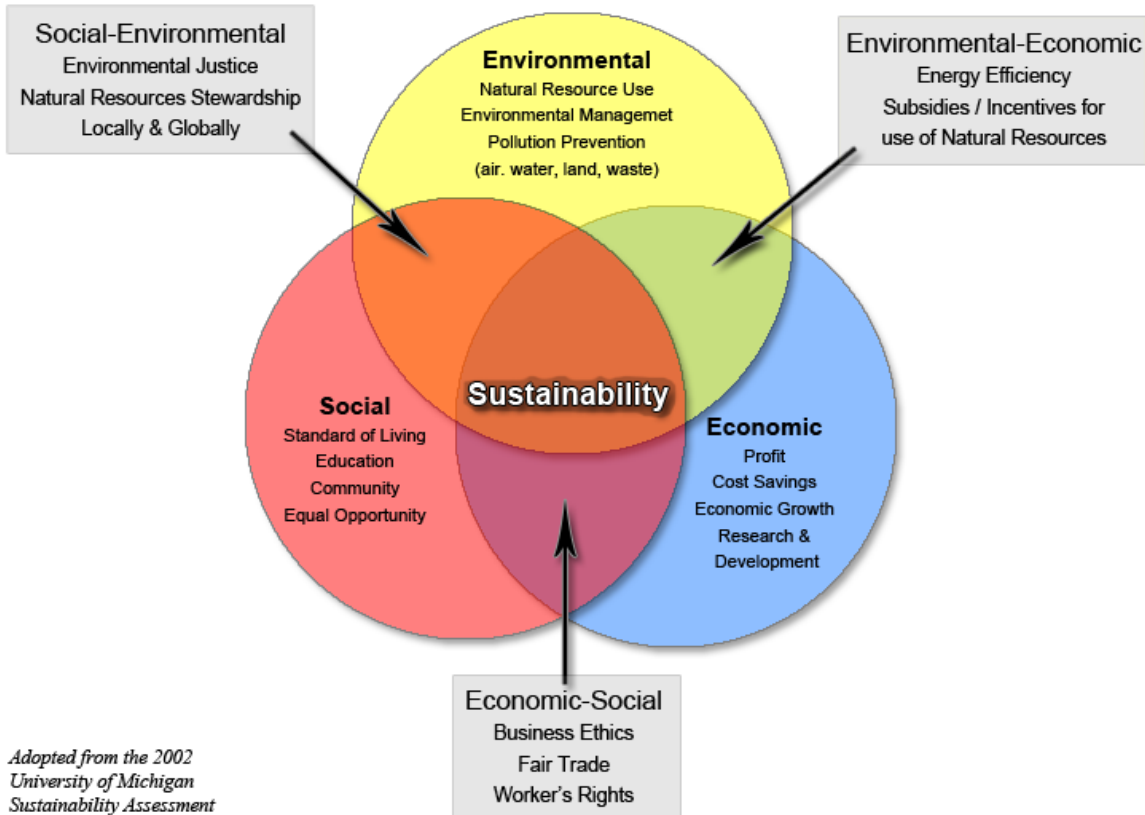 Social-Environmental
Environmental Justice
Natural Resources Stewardship
Locally & Globally
Environmental
Natural Resource Use
Environmental Managemet
Pollution Prevention
(air. water, land, waste)
Environmental-Economic
Energy Efficiency
Subsidies / Incentives for
use of Natural Resources
Sustainability
Social
Standard of Living
Education
Community
Equal Opportunity
Economic
Profit
Cost Savings
Economic Growth
Research &
Development
Economic-Social
Business Ethics
Fair Trade
Worker's Rights
Adopted from the 2002
University of Michigan
Sustainability Assessment